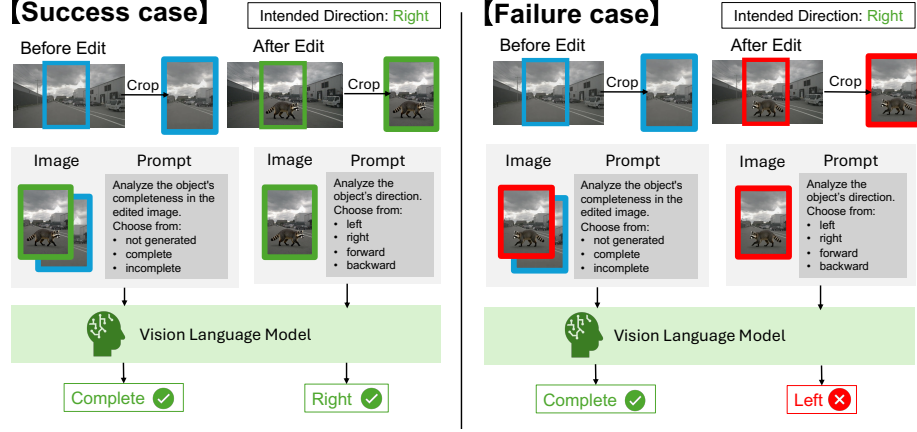 【Success case】
Intended Direction: Right
Before Edit
After Edit
Crop
Crop
Image
Prompt
Analyze the object's
completeness in the
edited image.
Choose from:
• not generated
• complete
• incomplete
Image
Prompt
Analyze the
object's direction.
Choose from:
• left
• right
• forward
• backward
Vision Language Model
Complete
Right
【Failure case】
Intended Direction: Right
Before Edit
After Edit
Crop
Crop
Image
Prompt
Analyze the object's
completeness in the
edited image.
Choose from:
• not generated
• complete
• incomplete
Image
Prompt
Analyze the
object's direction.
Choose from:
• left
• right
• forward
• backward
Vision Language Model
Complete
Left